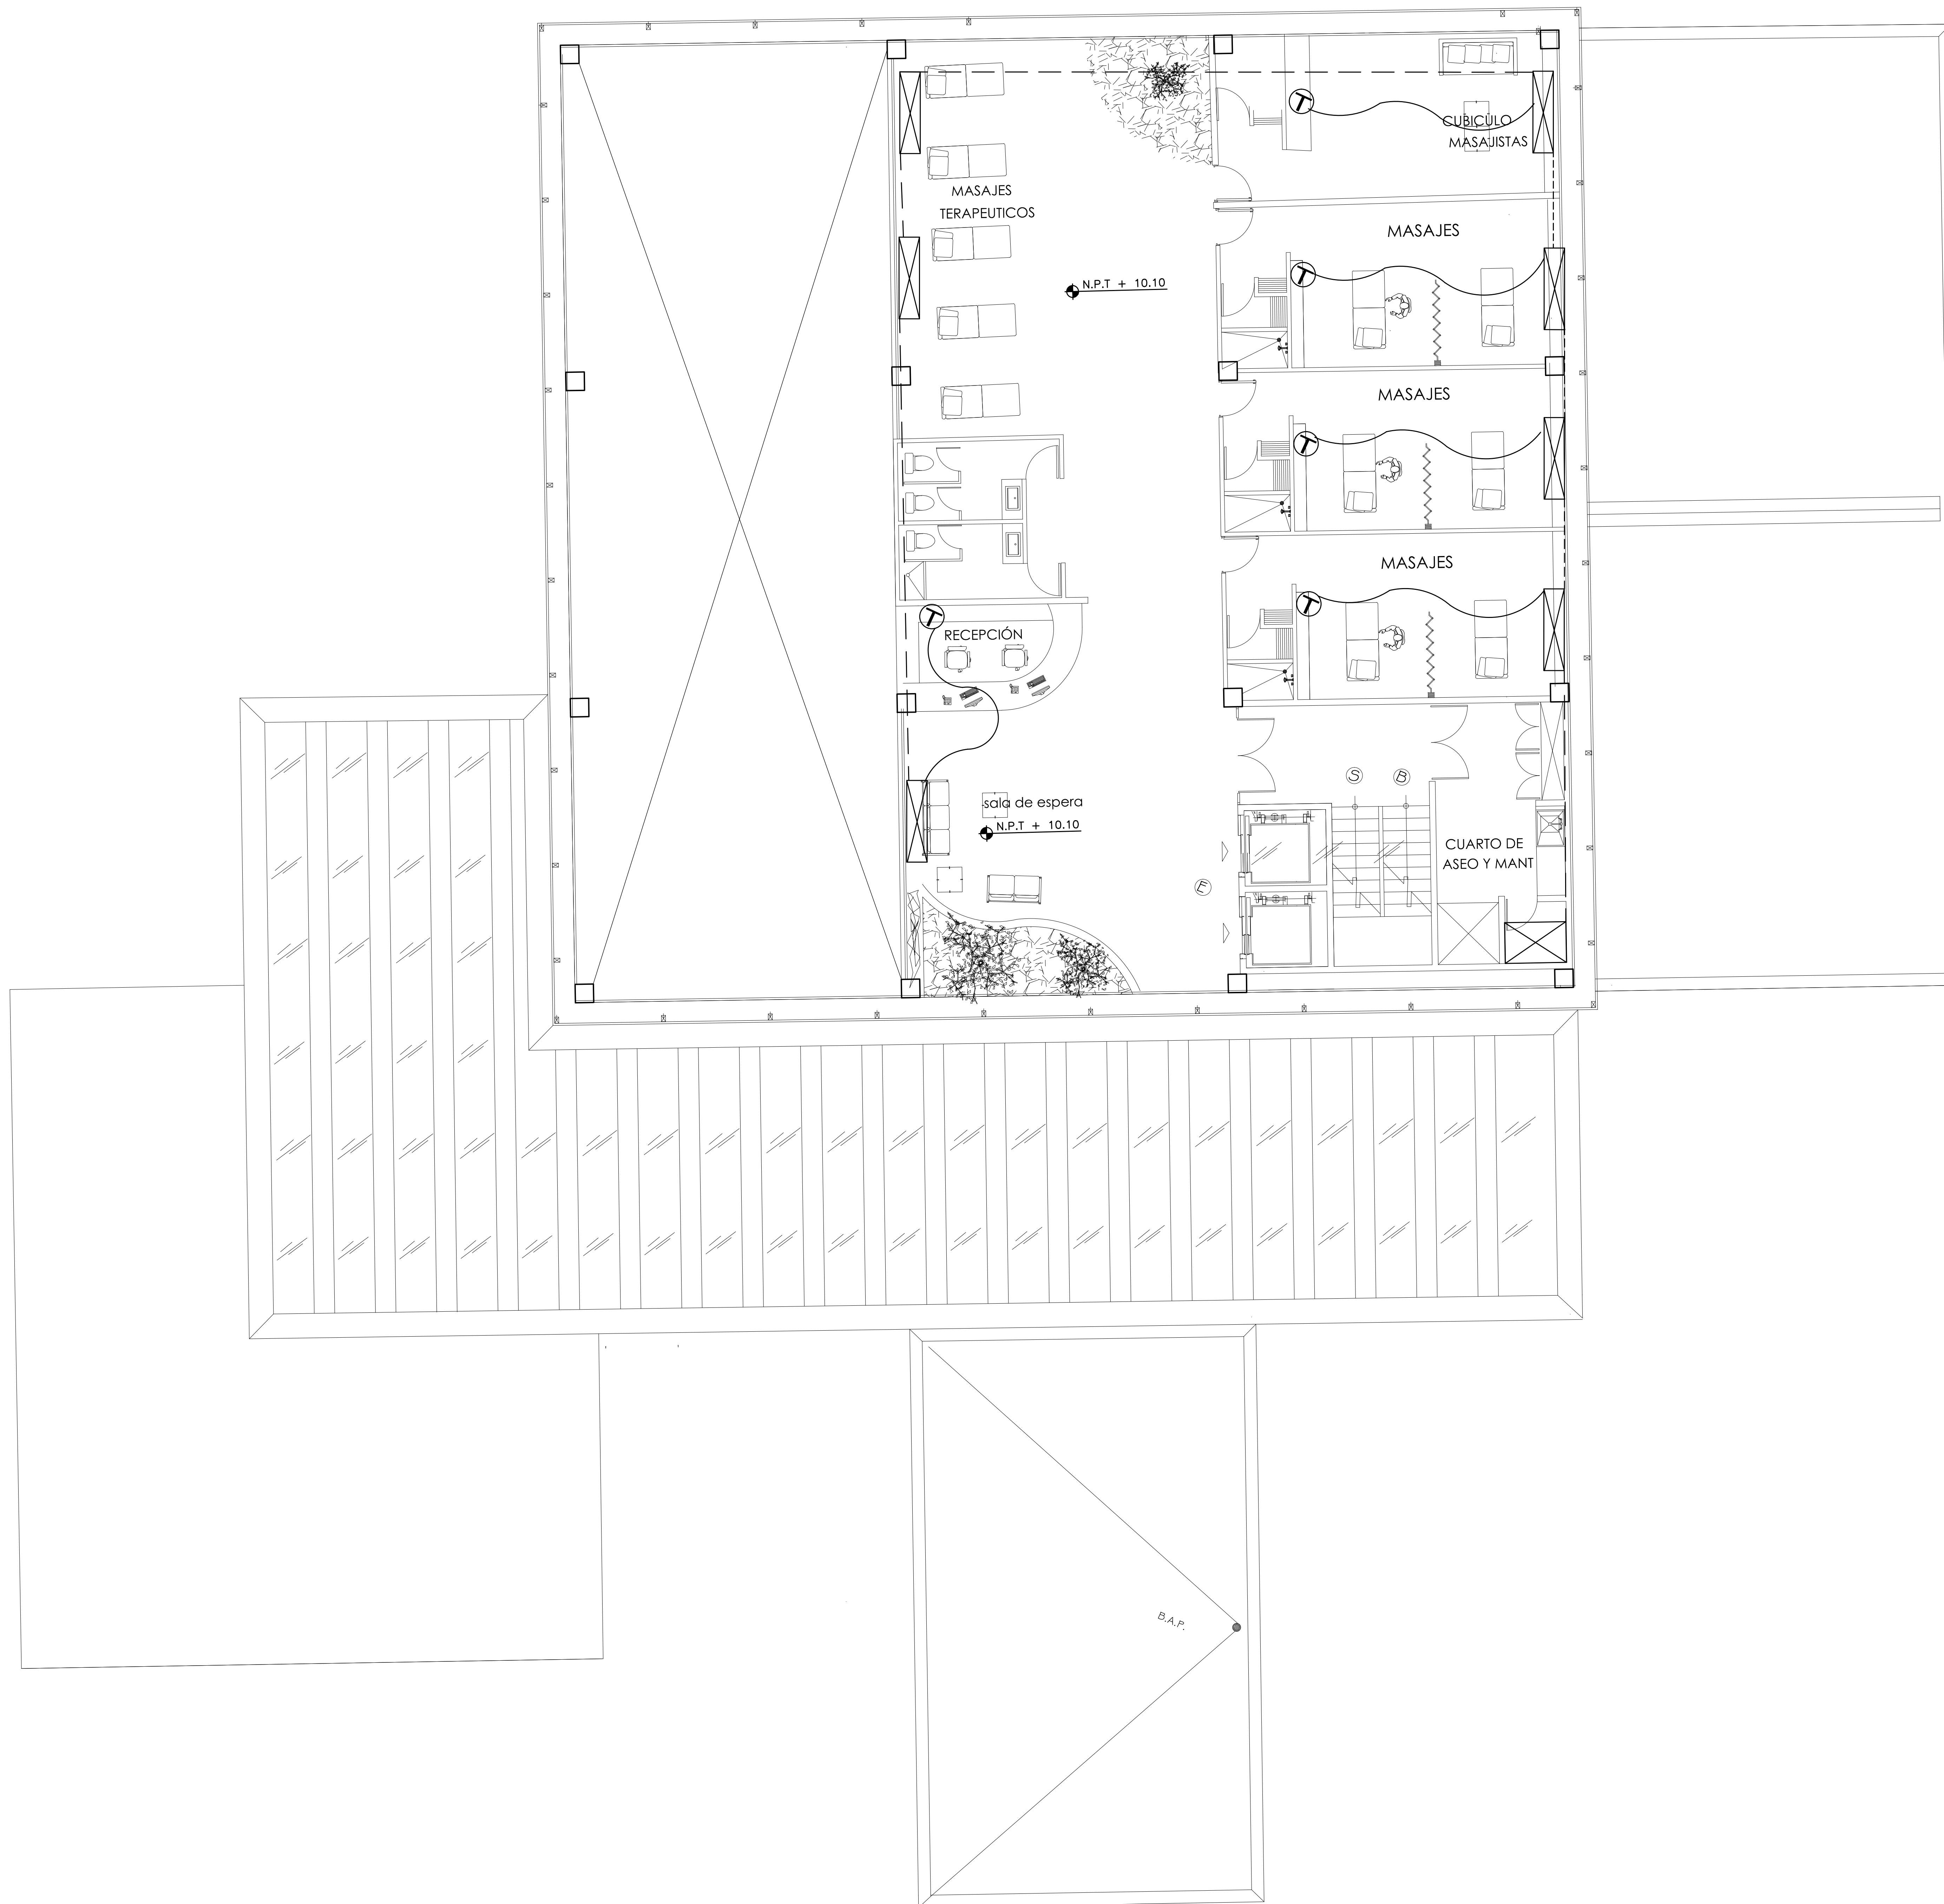 CUBICULO
MASAJISTAS
T
MASAJES
TERAPEUTICOS
MASAJES
T
N.P.T + 10.10
MASAJES
T
MASAJES
T
T
RECEPCIÓN
S
B
sala de espera
N.P.T + 10.10
CUARTO DE
ASEO Y MANT
E
B.A.P.